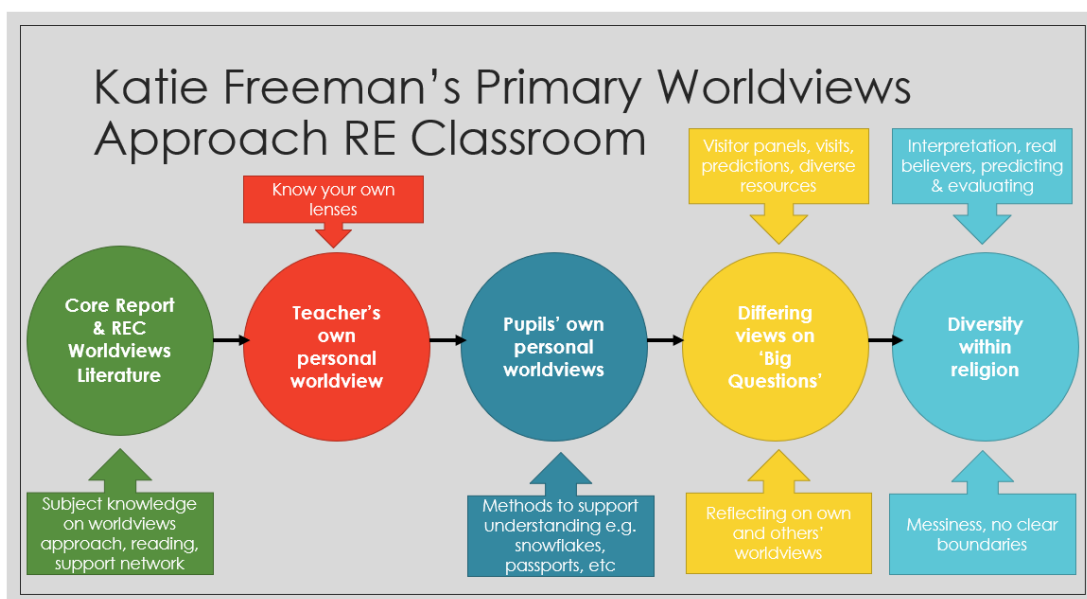 Katie Freeman’s Primary Worldviews
Approach RE Classroom
Know your own
lenses
Visitor panels, visits,
predictions, diverse
resources
Interpretation, real
believers, predicting
& evaluating
Core Report
& REC
Worldviews
Literature
Teacher’s
own
personal
worldview
Pupils’ own
personal
worldviews
Differing
views on
‘Big
Questions’
Diversity
within
religion
Subject knowledge
on worldviews
approach, reading,
support network
Methods to support
understanding e.g.
snowflakes,
passports, etc
Reflecting on own
and others’
worldviews
Messiness, no clear
boundaries